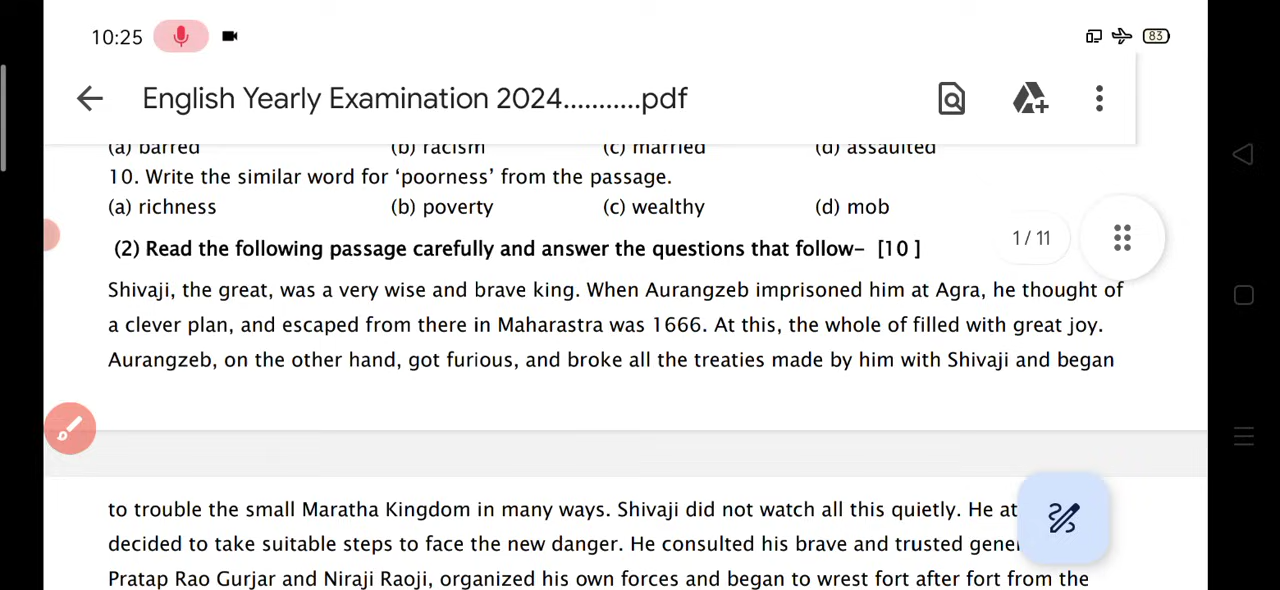 10:25
83
English Yearly Examination 2024...........pdf
(a) barred (b) racism (c) married (d) assaulted
10. Write the similar word for ‘poorness’ from the passage.
(a) richness (b) poverty (c) wealthy (d) mob
1 / 11
(2) Read the following passage carefully and answer the questions that follow– [10 ]
Shivaji, the great, was a very wise and brave king. When Aurangzeb imprisoned him at Agra, he thought of
a clever plan, and escaped from there in Maharastra was 1666. At this, the whole of filled with great joy.
Aurangzeb, on the other hand, got furious, and broke all the treaties made by him with Shivaji and began
to trouble the small Maratha Kingdom in many ways. Shivaji did not watch all this quietly. He at
decided to take suitable steps to face the new danger. He consulted his brave and trusted
Pratap Rao Gurjar and Niraji Raoji, organized his own forces and began to wrest fort after fort from the